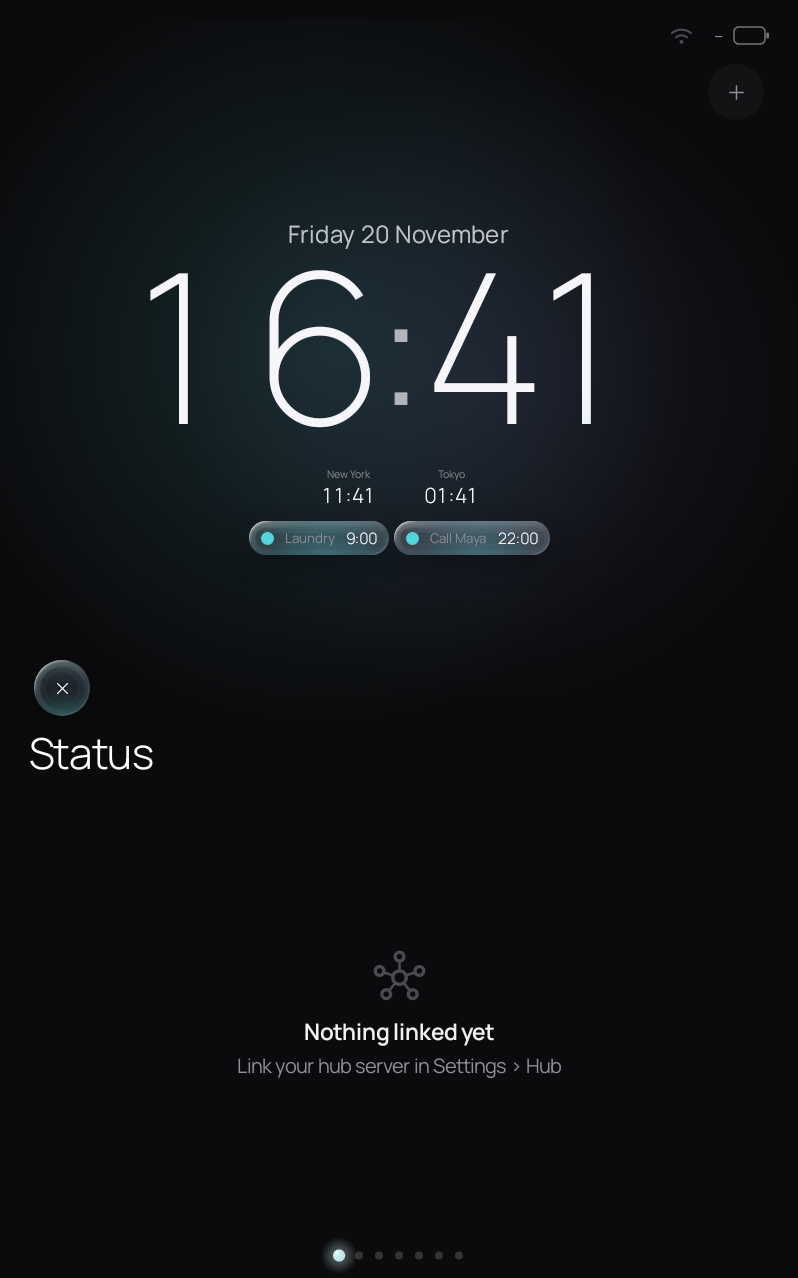 –
+
Friday 20 November
16:41
New York Tokyo
11:41 01:41
Laundry 9:00 Call Maya 22:00
Status
Nothing linked yet
Link your hub server in Settings > Hub